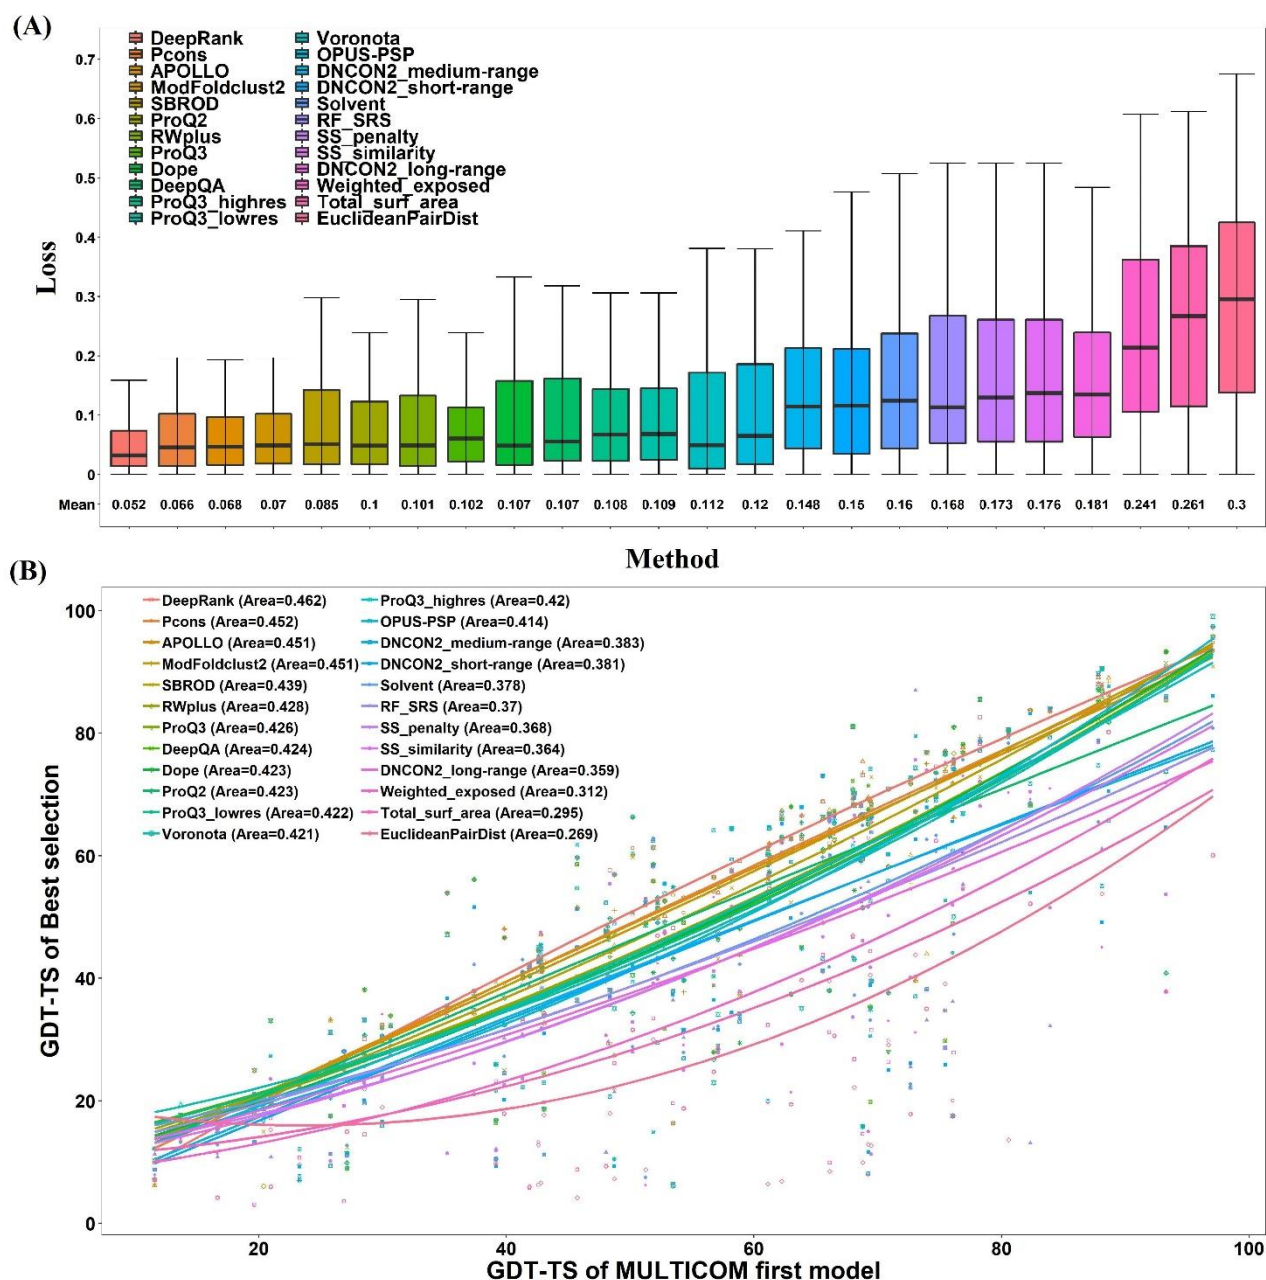 (A)
DeepRank
Pcons
APOLLO
ModFoldclust2
SBROD
ProQ2
RWplus
ProQ3
Dope
DeepQA
ProQ3_highres
ProQ3_lowres
Voronota
OPUS-PSP
DNCON2_medium-range
DNCON2_short-range
Solvent
RF_SRS
SS_penalty
SS_similarity
DNCON2_long-range
Weighted_exposed
Total_surf_area
EuclideanPairDist
0.7
0.6
0.5
0.4
0.3
0.2
0.1
0
Loss
Mean 0.052 0.066 0.068 0.07 0.085 0.1 0.101 0.102 0.107 0.107 0.108 0.109 0.112 0.12 0.148 0.15 0.16 0.168 0.173 0.176 0.181 0.241 0.261 0.3
Method
(B)
DeepRank (Area=0.462)
Pcons (Area=0.452)
APOLLO (Area=0.451)
ModFoldclust2 (Area=0.451)
SBROD (Area=0.439)
RWplus (Area=0.428)
ProQ3 (Area=0.426)
DeepQA (Area=0.424)
Dope (Area=0.423)
ProQ2 (Area=0.423)
ProQ3_lowres (Area=0.422)
Voronota (Area=0.421)
ProQ3_highres (Area=0.42)
OPUS-PSP (Area=0.414)
DNCON2_medium-range (Area=0.383)
DNCON2_short-range (Area=0.381)
Solvent (Area=0.378)
RF_SRS (Area=0.37)
SS_penalty (Area=0.368)
SS_similarity (Area=0.364)
DNCON2_long-range (Area=0.359)
Weighted_exposed (Area=0.312)
Total_surf_area (Area=0.295)
EuclideanPairDist (Area=0.269)
100
80
60
40
20
0
GDT-TS of Best selection
20 40 60 80 100
GDT-TS of MULTICOM first model